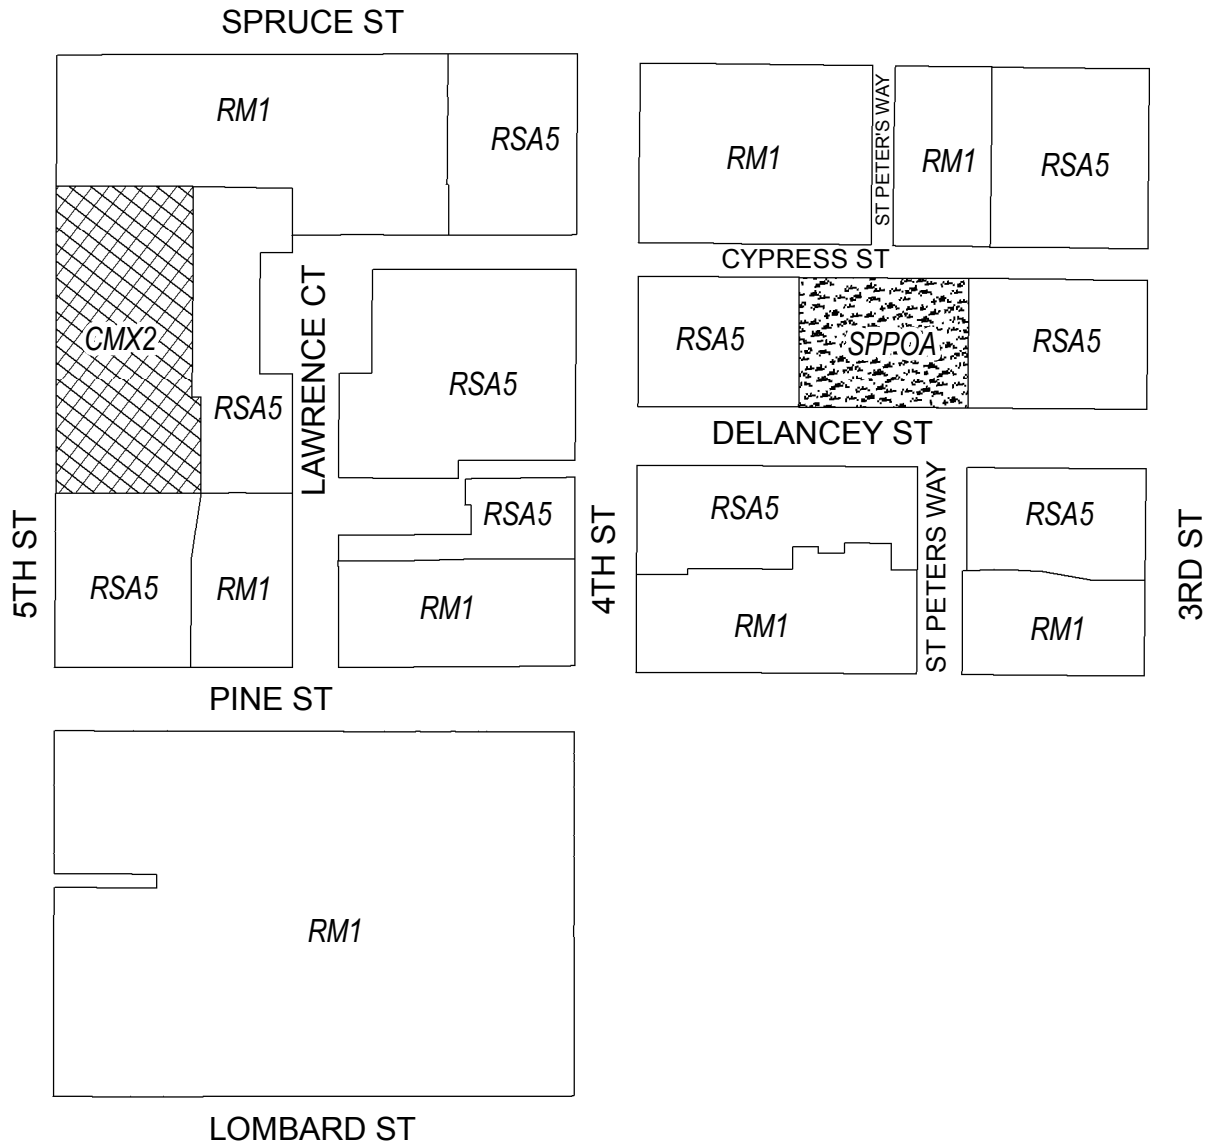 SPRUCE ST
RM1
RSA5
RM1
ST PETER'S WAY
RM1
RSA5
CYPRESS ST
CMX2
RSA5
LAWRENCE CT
RSA5
RSA5
SPPOA
RSA5
DELANCEY ST
5TH ST
RSA5
RM1
RSA5
RM1
4TH ST
RSA5
RM1
ST PETERS WAY
RSA5
RM1
3RD ST
PINE ST
RM1
LOMBARD ST